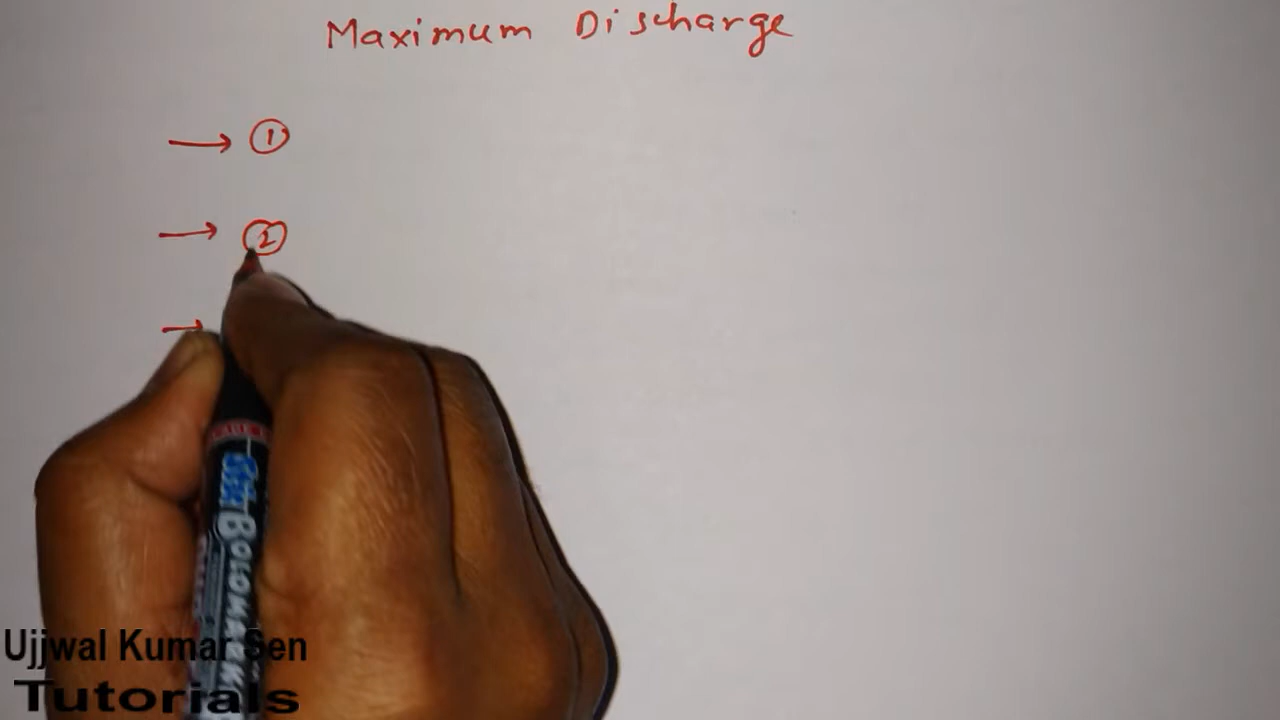 Maximum Discharge
→ ①
→ ②
→
Ujjwal Kumar Sen
Tutorials